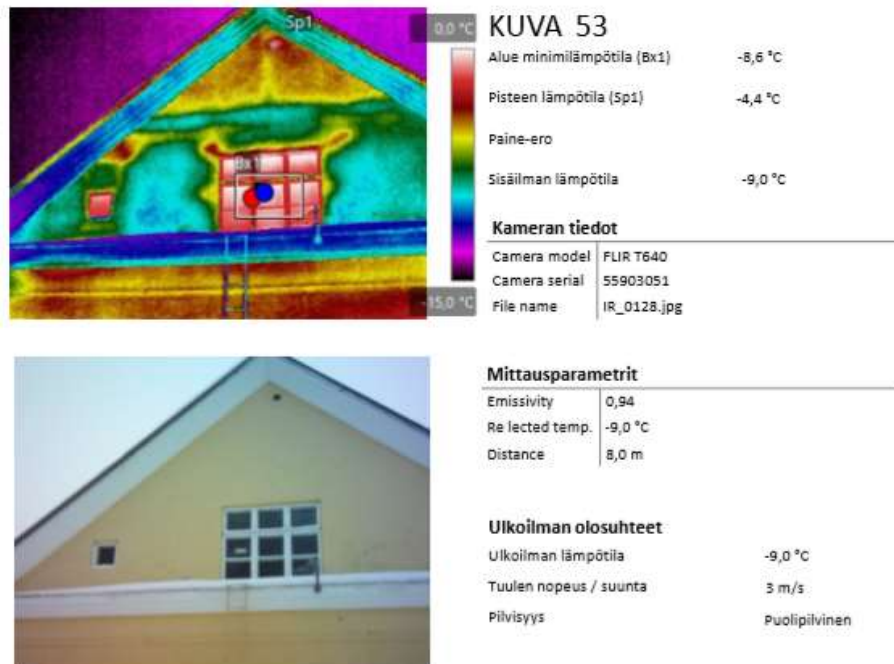 Sp1
0,0 °C
Bx1
-15,0 °C
KUVA 53
Alue minimilämpötila (Bx1) -8,6 °C
Pisteen lämpötila (Sp1) -4,4 °C
Paine-ero
Sisäilman lämpötila -9,0 °C
Kameran tiedot
Camera model FLIR T640
Camera serial 55903051
File name IR_0128.jpg
Mittausparametrit
Emissivity 0,94
Re lected temp. -9,0 °C
Distance 8,0 m
Ulkoilman olosuhteet
Ulkoilman lämpötila -9,0 °C
Tuulen nopeus / suunta 3 m/s
Pilvisyys Puolipilvinen